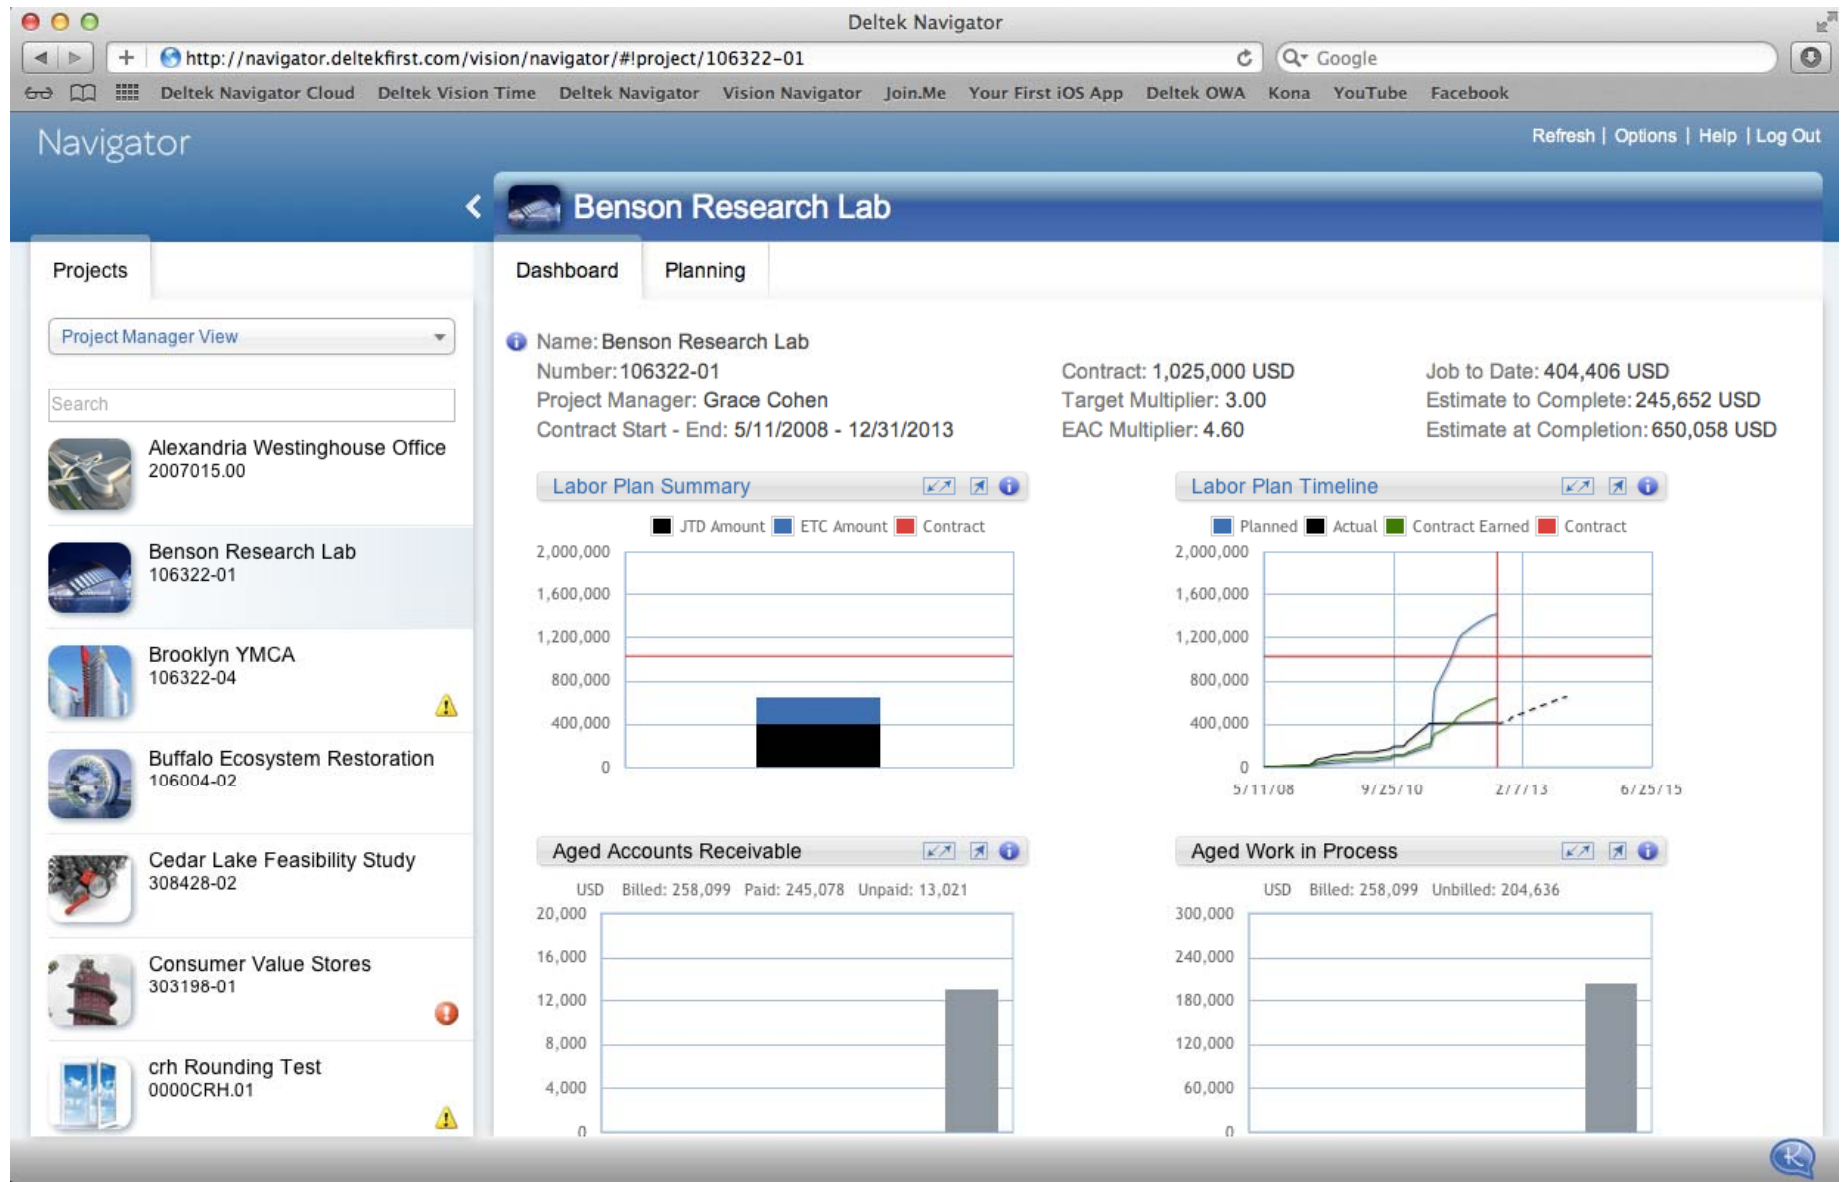 Deltek Navigator
http://navigator.deltekfirst.com/vision/navigator/#!project/106322-01
Google
Deltek Navigator Cloud Deltek Vision Time Deltek Navigator Vision Navigator Join.Me Your First iOS App Deltek OWA Kona YouTube Facebook
Navigator
Refresh | Options | Help | Log Out
Benson Research Lab
Projects
Project Manager View
Search
Alexandria Westinghouse Office
2007015.00
Benson Research Lab
106322-01
Brooklyn YMCA
106322-04
Buffalo Ecosystem Restoration
106004-02
Cedar Lake Feasibility Study
308428-02
Consumer Value Stores
303198-01
crh Rounding Test
0000CRH.01
Dashboard Planning
Name: Benson Research Lab
Number: 106322-01 Contract: 1,025,000 USD Job to Date: 404,406 USD
Project Manager: Grace Cohen Target Multiplier: 3.00 Estimate to Complete: 245,652 USD
Contract Start - End: 5/11/2008 - 12/31/2013 EAC Multiplier: 4.60 Estimate at Completion: 650,058 USD
Labor Plan Summary
JTD Amount ETC Amount Contract
2,000,000
1,600,000
1,200,000
800,000
400,000
0
Labor Plan Timeline
Planned Actual Contract Earned Contract
2,000,000
1,600,000
1,200,000
800,000
400,000
0
5/11/08 9/25/10 2/7/13 6/25/15
Aged Accounts Receivable
USD Billed: 258,099 Paid: 245,078 Unpaid: 13,021
20,000
16,000
12,000
8,000
4,000
0
Aged Work in Process
USD Billed: 258,099 Unbilled: 204,636
300,000
240,000
180,000
120,000
60,000
0
K